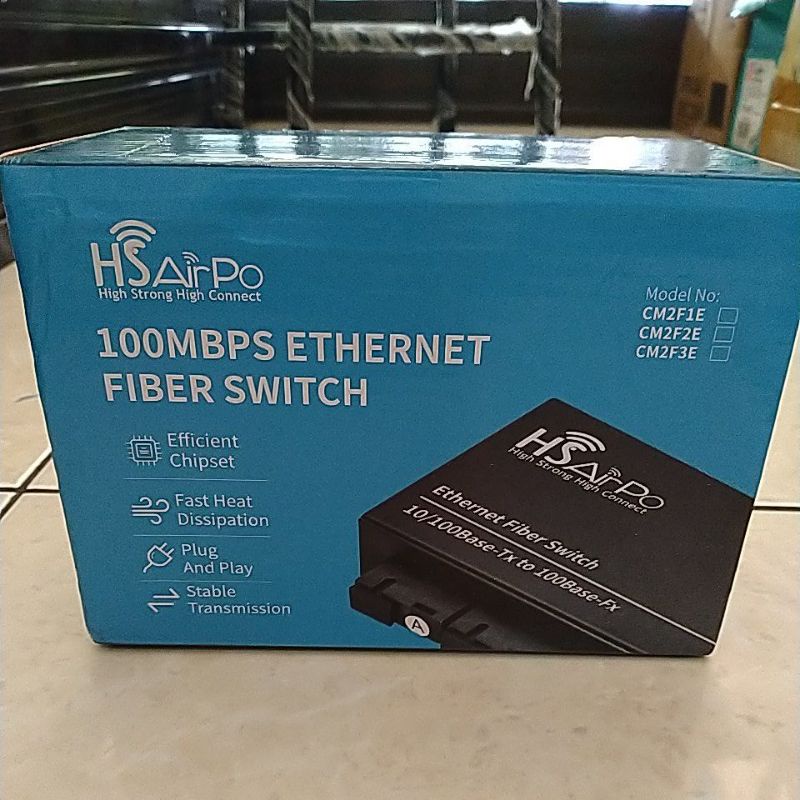 HSAirPo
High Strong High Connect
100MBPS ETHERNET
FIBER SWITCH
Model No:
CM2F1E
CM2F2E
CM2F3E
Efficient
Chipset
Fast Heat
Dissipation
Plug
And Play
Stable
Transmission
HSAirPo
High Strong High Connect
Ethernet Fiber Switch
10/100Base-Tx to 100Base-Fx
A